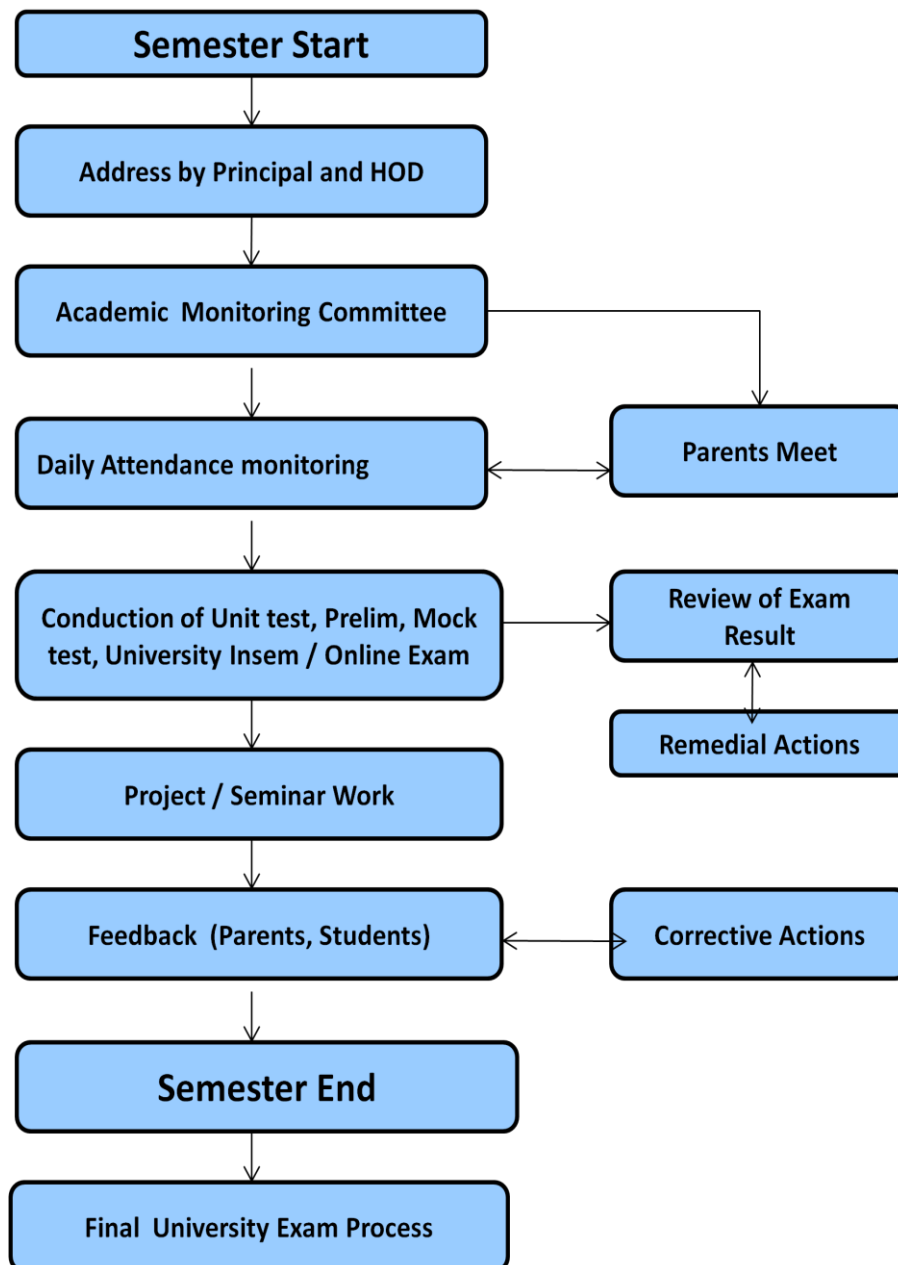 Semester Start
Address by Principal and HOD
Academic Monitoring Committee
Daily Attendance monitoring
Parents Meet
Conduction of Unit test, Prelim, Mock
test, University Insem / Online Exam
Review of Exam
Result
Remedial Actions
Project / Seminar Work
Feedback (Parents, Students)
Corrective Actions
Semester End
Final University Exam Process